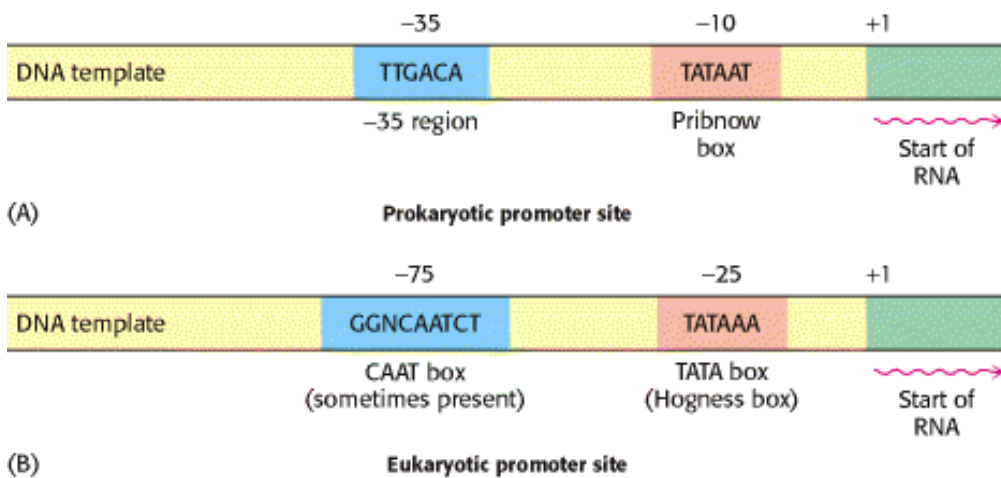 −35 −10 +1
DNA template TTGACA TATAAT
−35 region Pribnow
box
Start of
RNA
(A) Prokaryotic promoter site
−75 −25 +1
DNA template GGNCAATCT TATAAA
CAAT box
(sometimes present)
TATA box
(Hogness box)
Start of
RNA
(B) Eukaryotic promoter site